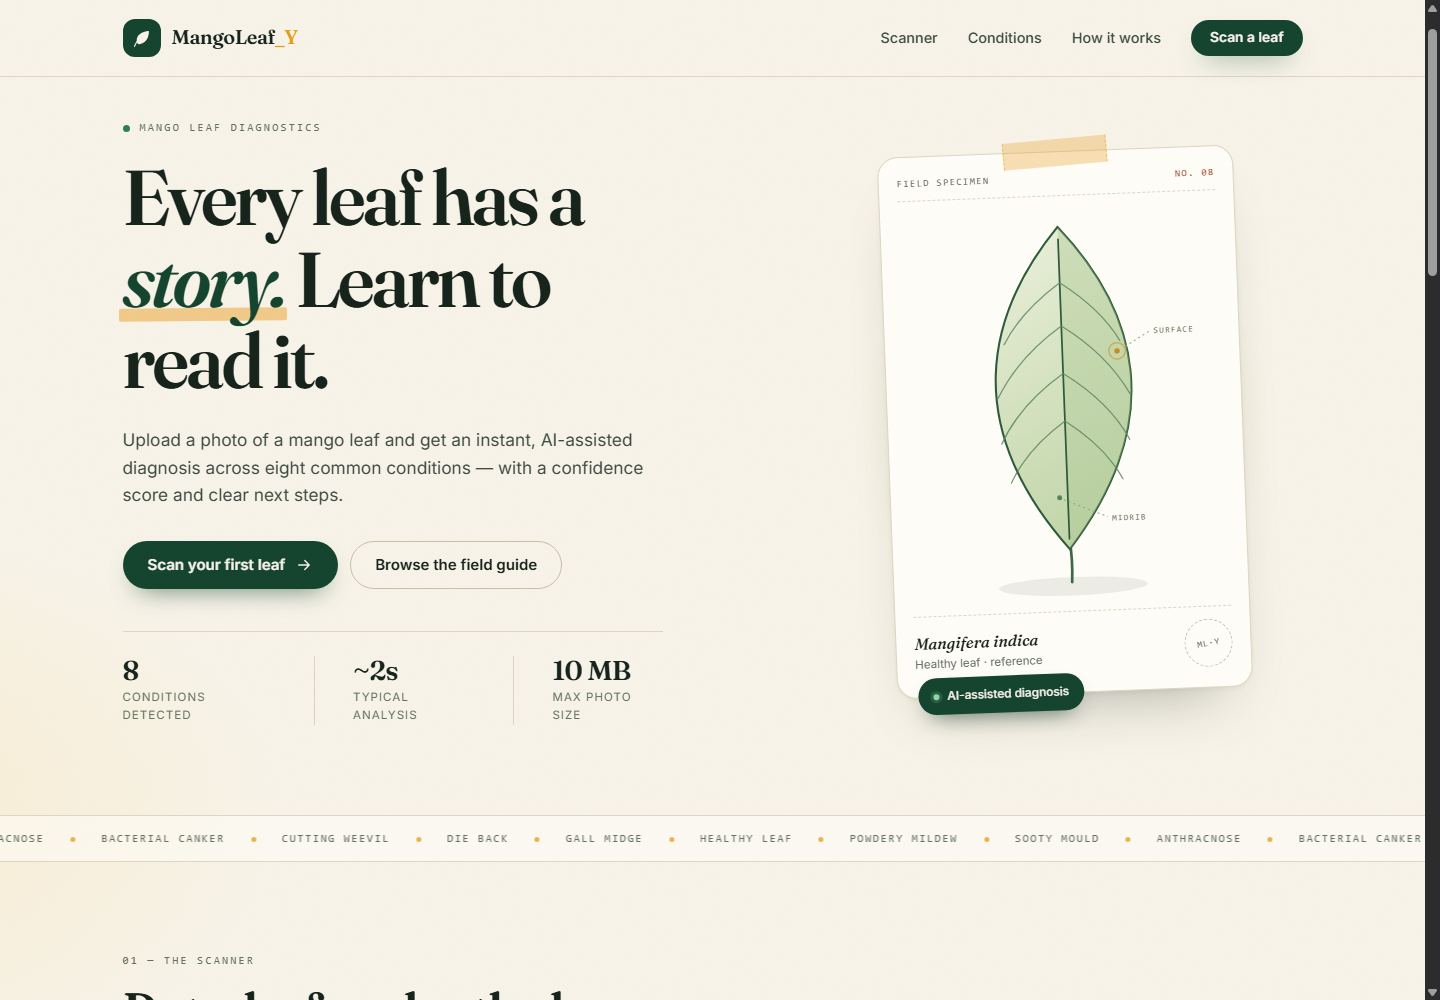 MangoLeaf_Y
Scanner
Conditions
How it works
Scan a leaf
MANGO LEAF DIAGNOSTICS
Every leaf has a
story. Learn to
read it.
Upload a photo of a mango leaf and get an instant, AI-assisted
diagnosis across eight common conditions — with a confidence
score and clear next steps.
Scan your first leaf →
Browse the field guide
8
CONDITIONS
DETECTED
~2s
TYPICAL
ANALYSIS
10 MB
MAX PHOTO
SIZE
FIELD SPECIMEN
NO. 08
SURFACE
MIDRIB
Mangifera indica
Healthy leaf · reference
ML·Y
AI-assisted diagnosis
ACNOSE • BACTERIAL CANKER • CUTTING WEEVIL • DIE BACK • GALL MIDGE • HEALTHY LEAF • POWDERY MILDEW • SOOTY MOULD • ANTHRACNOSE • BACTERIAL CANKER
01 — THE SCANNER